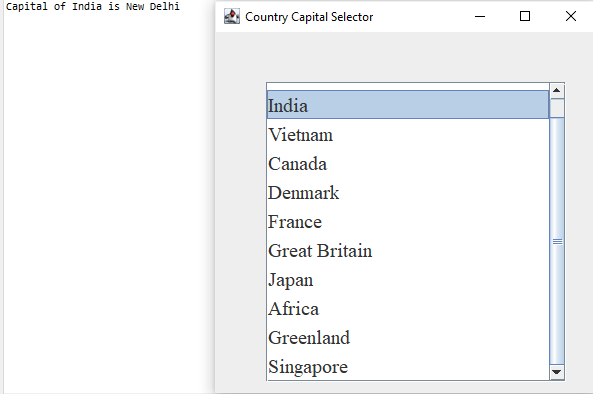 Capital of India is New Delhi
Country Capital Selector
India
Vietnam
Canada
Denmark
France
Great Britain
Japan
Africa
Greenland
Singapore